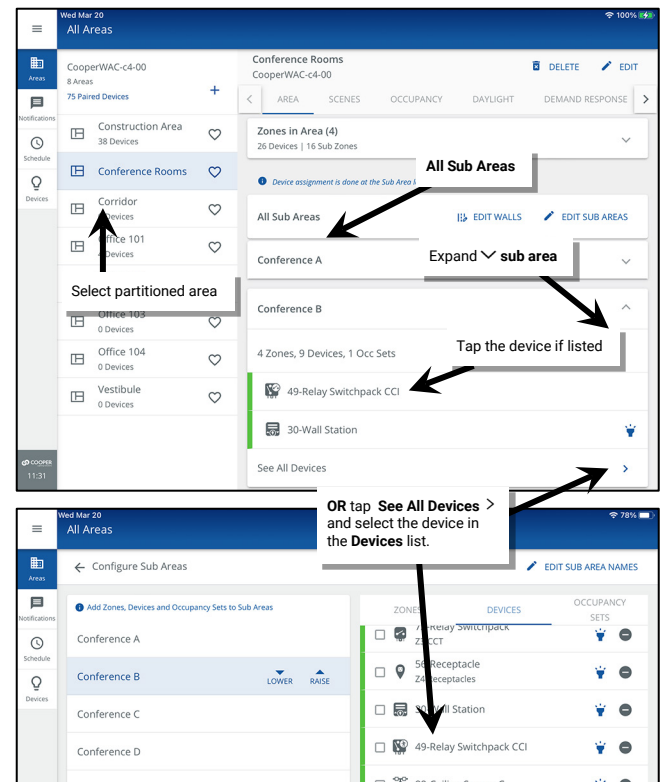 Wed Mar 20
100%
All Areas
Areas
Notifications
Schedule
Devices
COOPER
11:31
CooperWAC-c4-00
8 Areas
75 Paired Devices
+
Construction Area
38 Devices
Conference Rooms
Corridor
Devices
Office 101
Devices
Select partitioned area
Office 103
0 Devices
Office 104
0 Devices
Vestibule
0 Devices
Conference Rooms
CooperWAC-c4-00
DELETE
EDIT
AREA SCENES OCCUPANCY DAYLIGHT DEMAND RESPONSE
Zones in Area (4)
26 Devices | 16 Sub Zones
Device assignment is done at the Sub Area
All Sub Areas
All Sub Areas
EDIT WALLS
EDIT SUB AREAS
Conference A
Expand sub area
Conference B
4 Zones, 9 Devices, 1 Occ Sets
Tap the device if listed
49-Relay Switchpack CCI
30-Wall Station
See All Devices >
OR tap See All Devices >
and select the device in
the Devices list.
Wed Mar 20
78%
All Areas
Areas
Notifications
Schedule
Devices
← Configure Sub Areas
EDIT SUB AREA NAMES
Add Zones, Devices and Occupancy Sets to Sub Areas
Conference A
Conference B
LOWER RAISE
Conference C
Conference D
ZONES
DEVICES
OCCUPANCY
SETS
Relay Switchpack
56-Receptacle
Z4 Receptacles
30-Wall Station
49-Relay Switchpack CCI